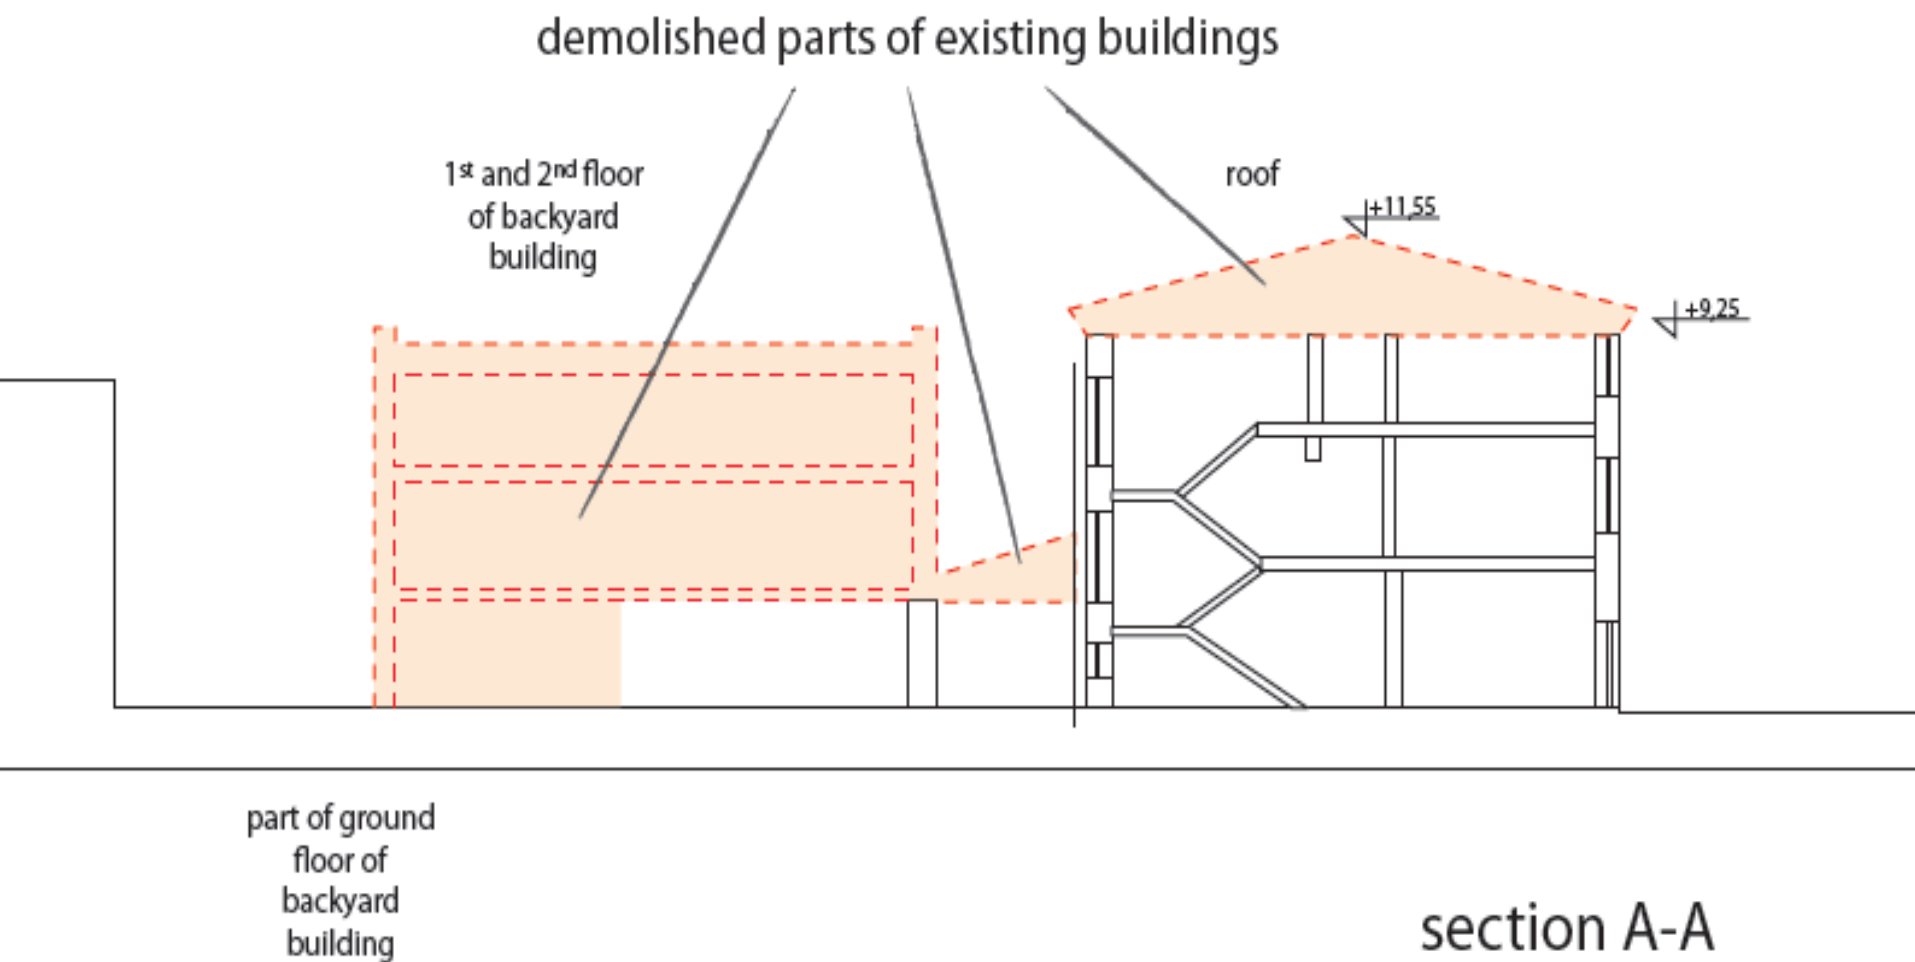 demolished parts of existing buildings
1st and 2nd floor
of backyard
building
roof
+11,55
+9,25
part of ground
floor of
backyard
building
section A-A